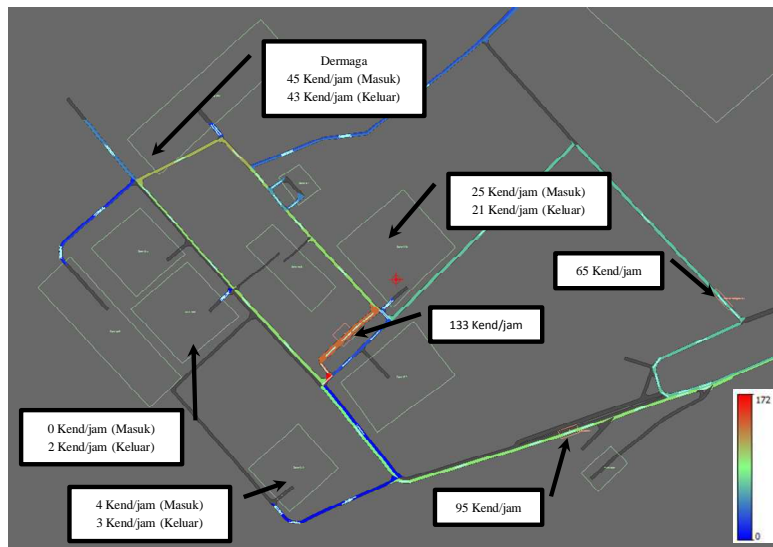 Dermaga
45 Kend/jam (Masuk)
43 Kend/jam (Keluar)
25 Kend/jam (Masuk)
21 Kend/jam (Keluar)
65 Kend/jam
133 Kend/jam
0 Kend/jam (Masuk)
2 Kend/jam (Keluar)
4 Kend/jam (Masuk)
3 Kend/jam (Keluar)
95 Kend/jam
172
0